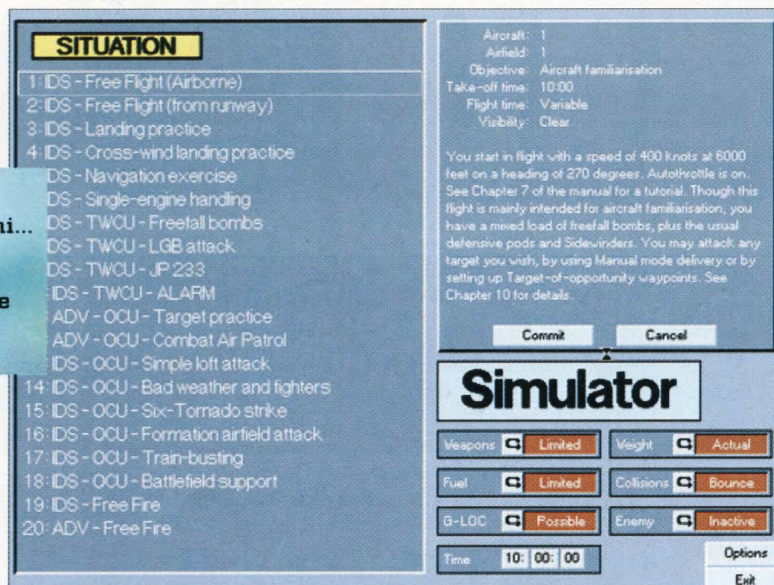 SITUATION
1: IDS - Free Flight (Airborne)
2: IDS - Free Flight (from runway)
3: IDS - Landing practice
4: IDS - Cross-wind landing practice
IDS - Navigation exercise
IDS - Single-engine handling
IDS - TWCU - Freefall bombs
IDS - TWCU - LGB attack
IDS - TWCU - JP 233
IDS - TWCU - ALARM
ADV - OCU - Target practice
ADV - OCU - Combat Air Patrol
IDS - OCU - Simple loft attack
14: IDS - OCU - Bad weather and fighters
15: IDS - OCU - Six-Tornado strike
16: IDS - OCU - Formation airfield attack
17: IDS - OCU - Train-busting
18: IDS - OCU - Battlefield support
19: IDS - Free Fire
20: ADV - Free Fire
Aircraft: 1
Airfield: 1
Objective: Aircraft familiarisation
Take-off time: 10:00
Flight time: Variable
Visibility: Clear
You start in flight with a speed of 400 knots at 6000
feet on a heading of 270 degrees. Autothrottle is on.
See Chapter 7 of the manual for a tutorial. Though this
flight is mainly intended for aircraft familiarisation, you
have a mixed load of freefall bombs, plus the usual
defensive pods and Sidewinders. You may attack any
target you wish, by using Manual mode delivery or by
setting up Target-of-opportunity waypoints. See
Chapter 10 for details.
Commit Cancel
Simulator
Weapons Limited Weight Actual
Fuel Limited Collisions Bounce
G-LOC Possible Enemy Inactive
Time 10: 00: 00 Options
Exit